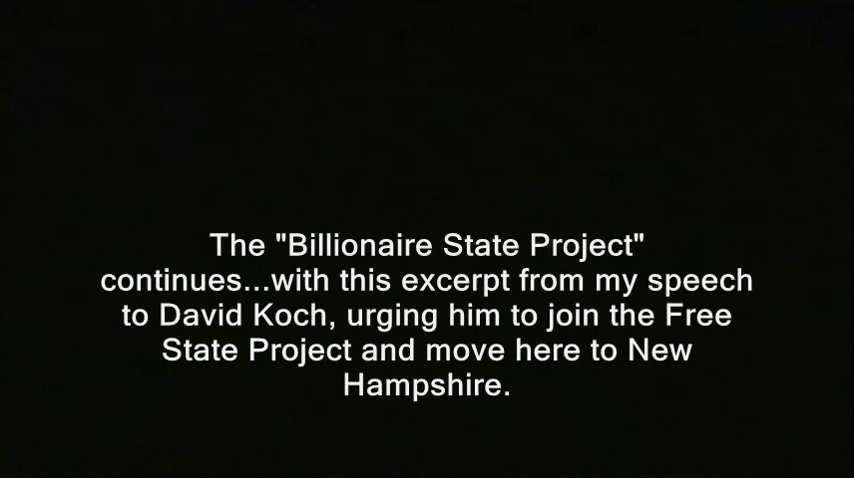 The "Billionaire State Project"
continues...with this excerpt from my speech
to David Koch, urging him to join the Free
State Project and move here to New
Hampshire.